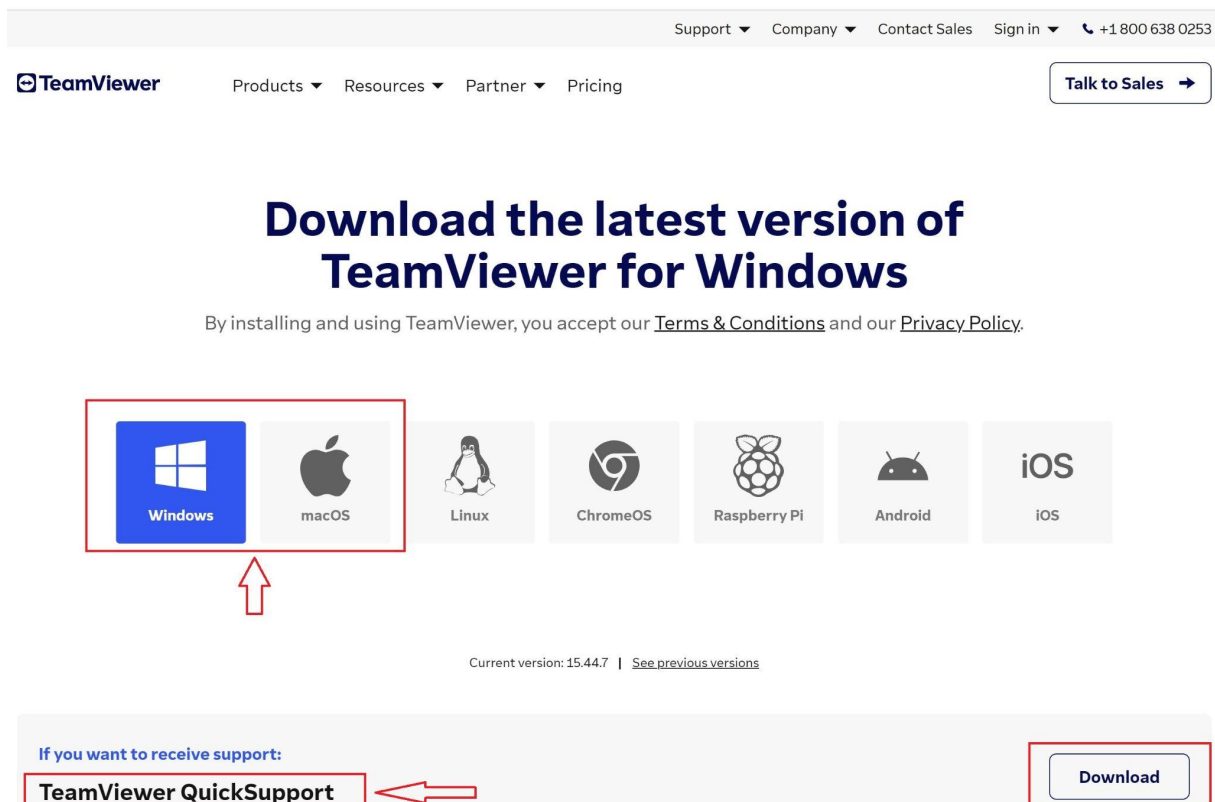 Support Company Contact Sales Sign in +1 800 638 0253
TeamViewer Products Resources Partner Pricing Talk to Sales
Download the latest version of
TeamViewer for Windows
By installing and using TeamViewer, you accept our Terms & Conditions and our Privacy Policy.
iOS
Windows macOS Linux ChromeOS Raspberry Pi Android iOS
Current version: 15.44.7 | See previous versions
If you want to receive support:
Download
TeamViewer QuickSupport